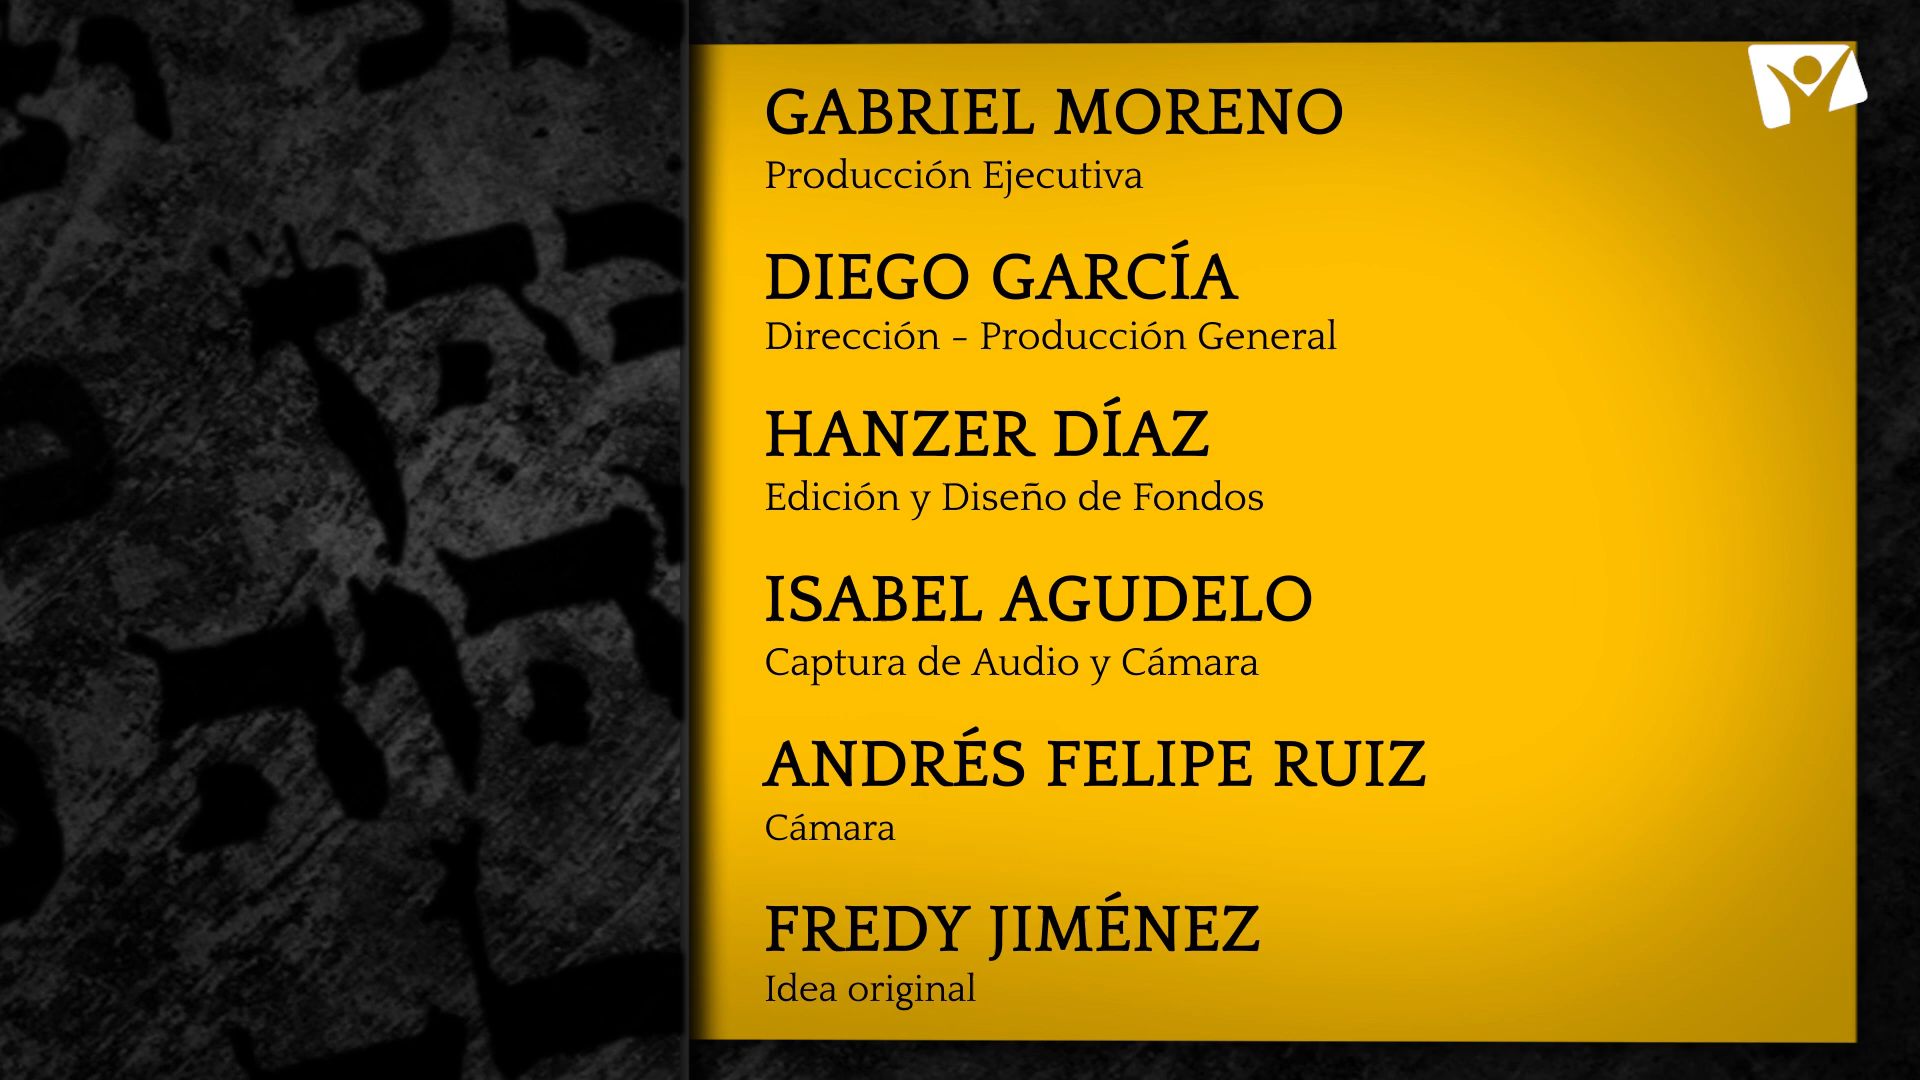 GABRIEL MORENO
Producción Ejecutiva
DIEGO GARCÍA
Dirección - Producción General
HANZER DÍAZ
Edición y Diseño de Fondos
ISABEL AGUDELO
Captura de Audio y Cámara
ANDRÉS FELIPE RUIZ
Cámara
FREDY JIMÉNEZ
Idea original